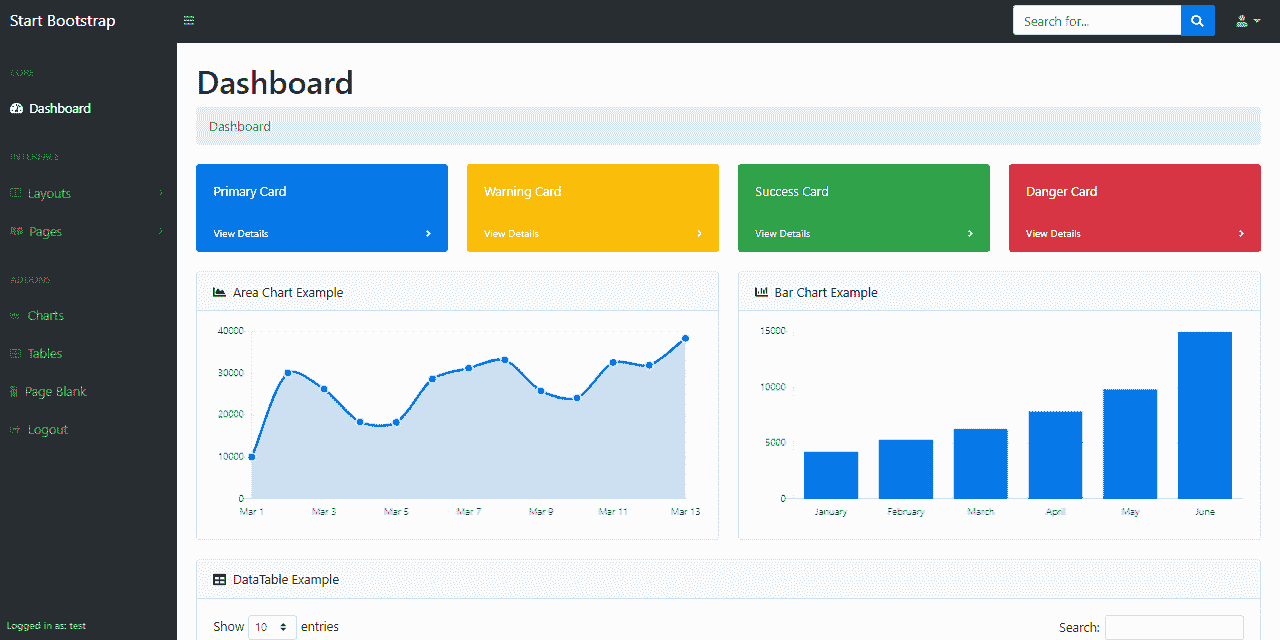 Start Bootstrap
Search for...
CORE
Dashboard
INTERFACE
Layouts
Pages
ADDONS
Charts
Tables
Page Blank
Logout
Logged in as: test
Dashboard
Dashboard
Primary Card
View Details
Warning Card
View Details
Success Card
View Details
Danger Card
View Details
Area Chart Example
40000
30000
20000
10000
0
Mar 1 Mar 3 Mar 5 Mar 7 Mar 9 Mar 11 Mar 13
Bar Chart Example
15000
10000
5000
0
January February March April May June
DataTable Example
Show 10 entries
Search: